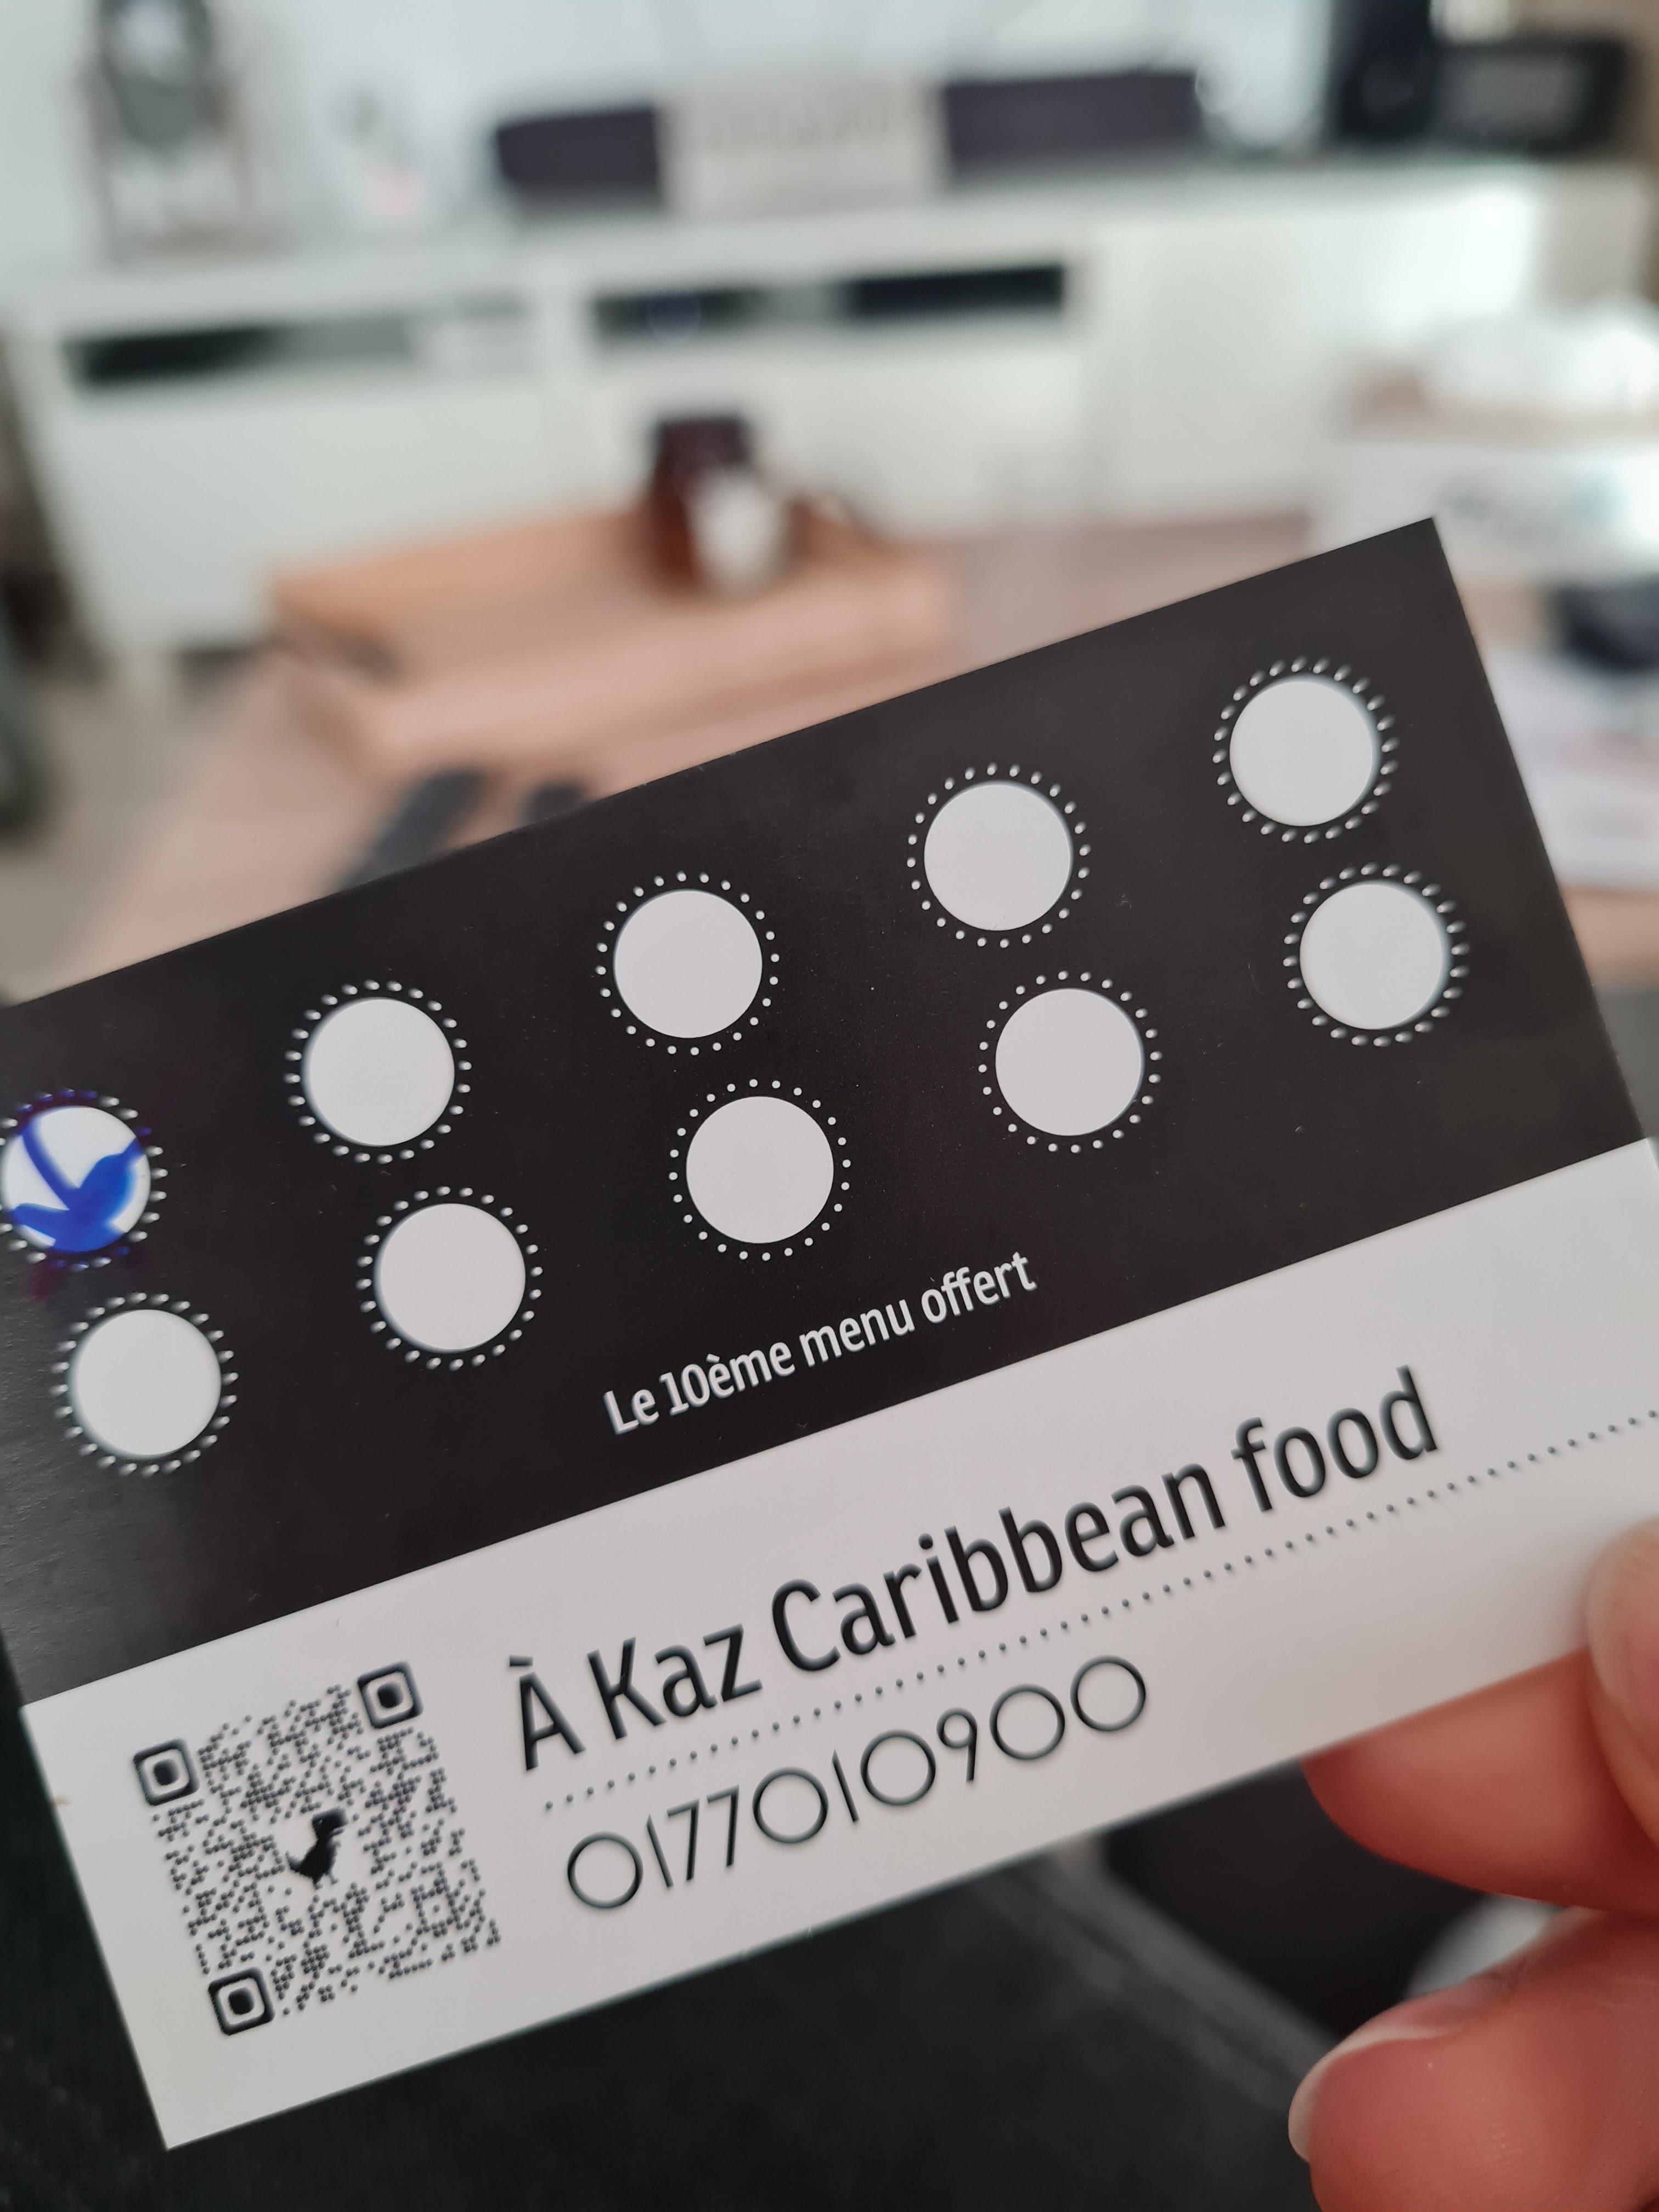 Le 10ème menu offert
À Kaz Caribbean food
0177010900